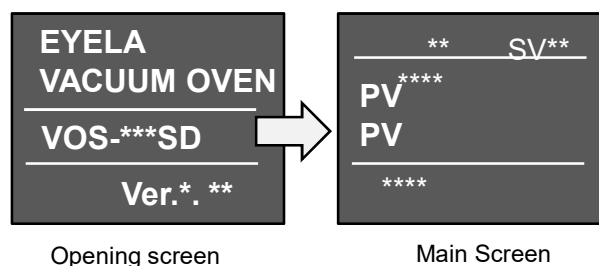 EYELA
VACUUM OVEN
VOS-***SD
Ver.*. **
Opening screen
** SV**
PV****
PV
****
Main Screen